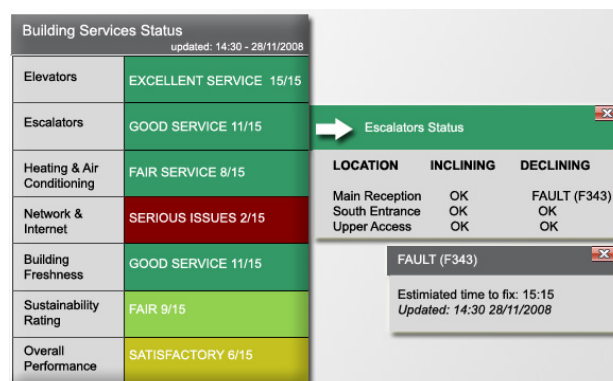 Building Services Status
updated: 14:30 - 28/11/2008
Elevators
EXCELLENT SERVICE 15/15
Escalators
GOOD SERVICE 11/15
Heating & Air
Conditioning
FAIR SERVICE 8/15
Network &
Internet
SERIOUS ISSUES 2/15
Building
Freshness
GOOD SERVICE 11/15
Sustainability
Rating
FAIR 9/15
Overall
Performance
SATISFACTORY 6/15
Escalators Status
LOCATION INCLINING DECLINING
Main Reception OK FAULT (F343)
South Entrance OK OK
Upper Access OK OK
FAULT (F343)
Estimiated time to fix: 15:15
Updated: 14:30 28/11/2008